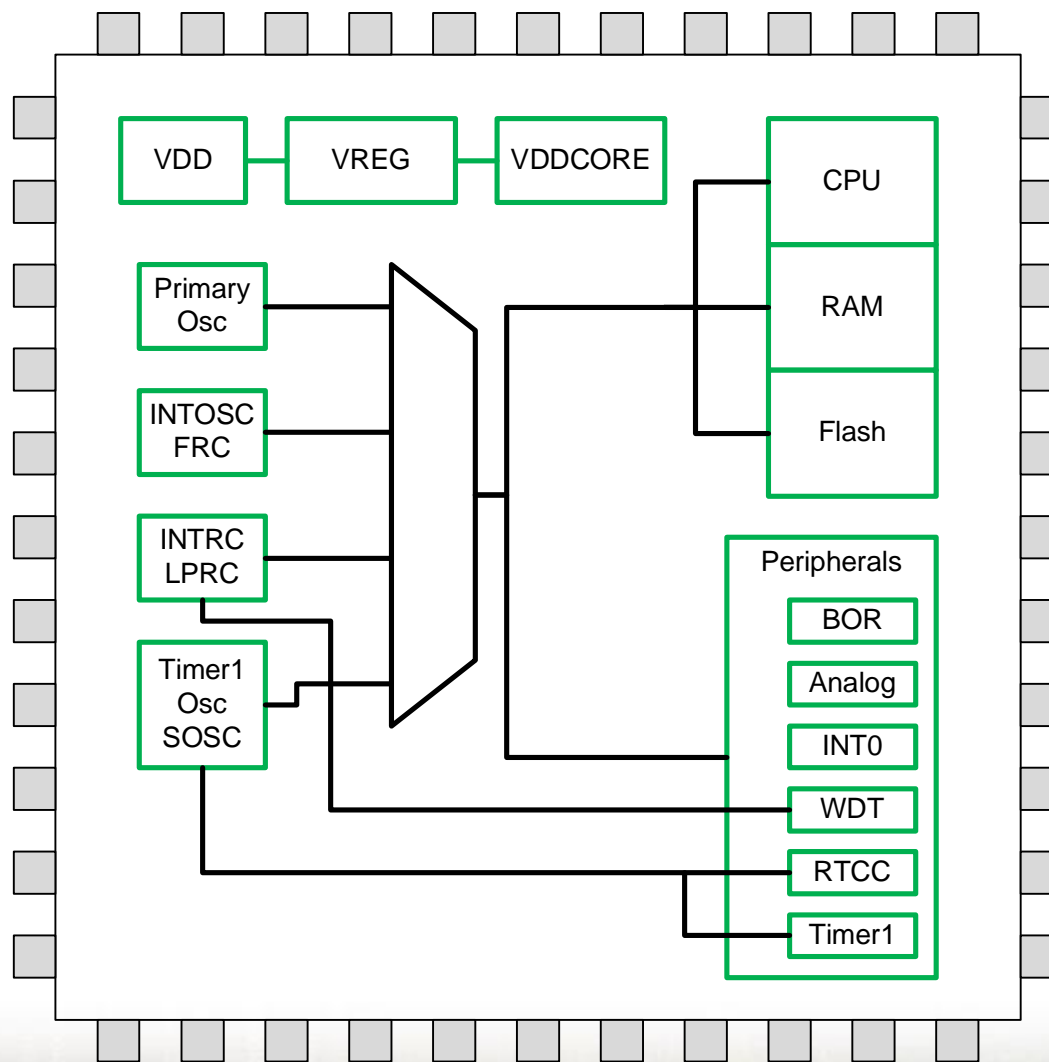 VDD
VREG
VDDCORE
CPU
RAM
Flash
Primary
Osc
INTOSC
FRC
INTRC
LPRC
Timer1
Osc
SOSC
Peripherals
BOR
Analog
INT0
WDT
RTCC
Timer1